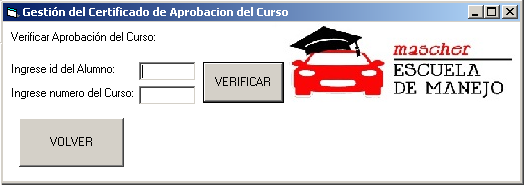 Gestión del Certificado de Aprobacion del Curso
Verificar Aprobación del Curso:
Ingrese id del Alumno:
Ingrese numero del Curso:
VERIFICAR
VOLVER
mascher
ESCUELA
DE MANEJO